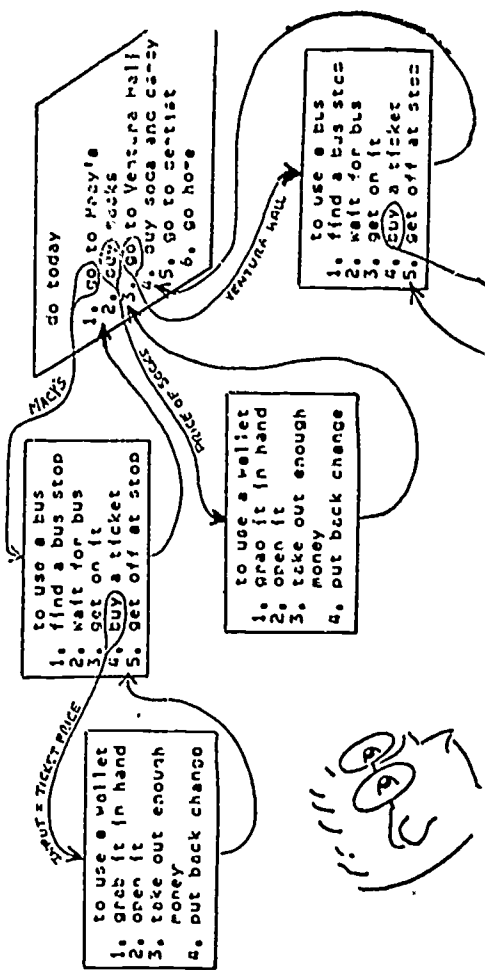 do today
1. go to Macy's
2. buy socks
3. go to Ventura Hall
4. buy soda and candy
5. go to dentist
6. go home
MACY'S
to use a bus
1. find a bus stop
2. wait for bus
3. get on it
4. buy a ticket
5. get off at stop
INPUT = TICKET PRICE
to use a wallet
1. grab it in hand
2. open it
3. take out enough
money
4. put back change
PRICE OF SOCKS
to use a wallet
1. grab it in hand
2. open it
3. take out enough
money
4. put back change
VENTURA HALL
to use a bus
1. find a bus stop
2. wait for bus
3. get on it
4. buy a ticket
5. get off at stop